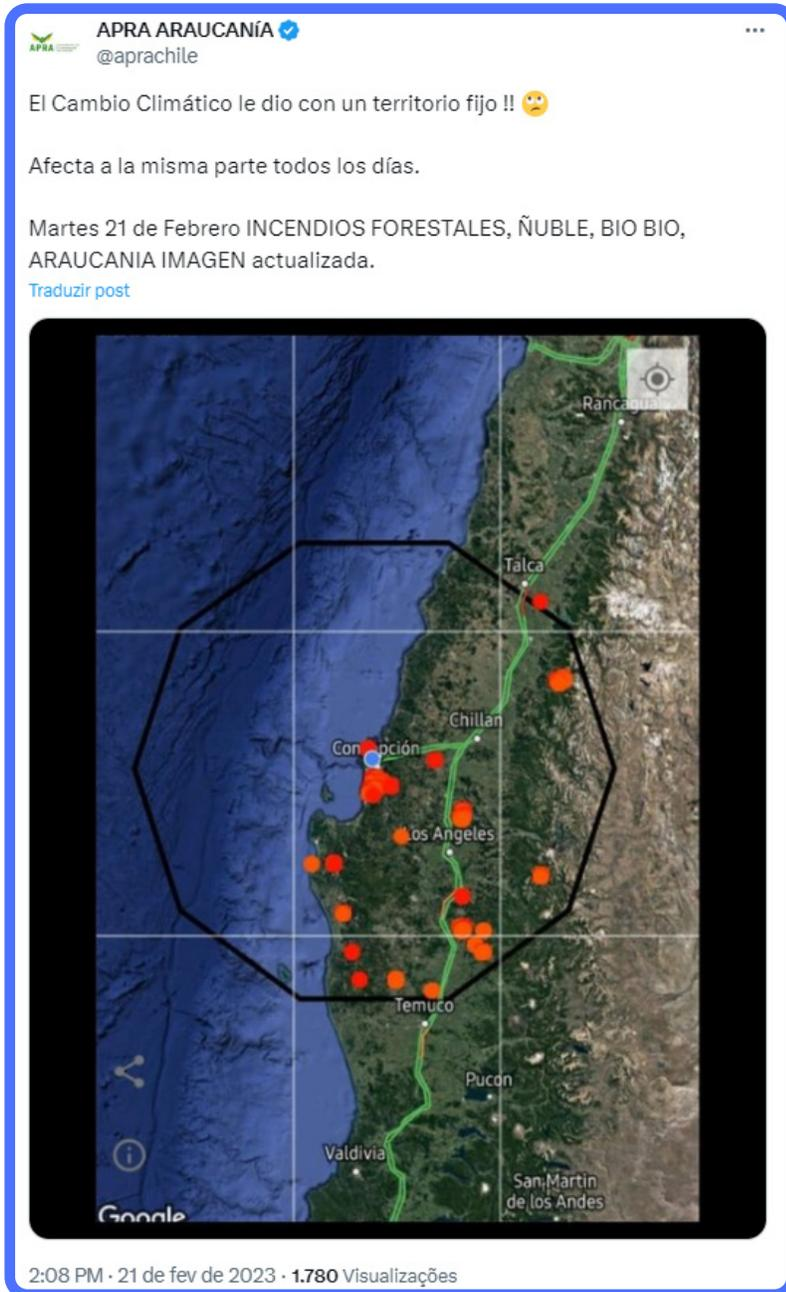 APRA ARAUCANíA
@aprachile
APRA
El Cambio Climático le dio con un territorio fijo !! 🙄
Afecta a la misma parte todos los días.
Martes 21 de Febrero INCENDIOS FORESTALES, ÑUBLE, BIO BIO,
ARAUCANIA IMAGEN actualizada.
Traduzir post
Rancagua
Talca
Chillan
Concepción
Los Angeles
Temuco
Pucon
Valdivia
San Martin
de los Andes
Google
2:08 PM · 21 de fev de 2023 · 1.780 Visualizações